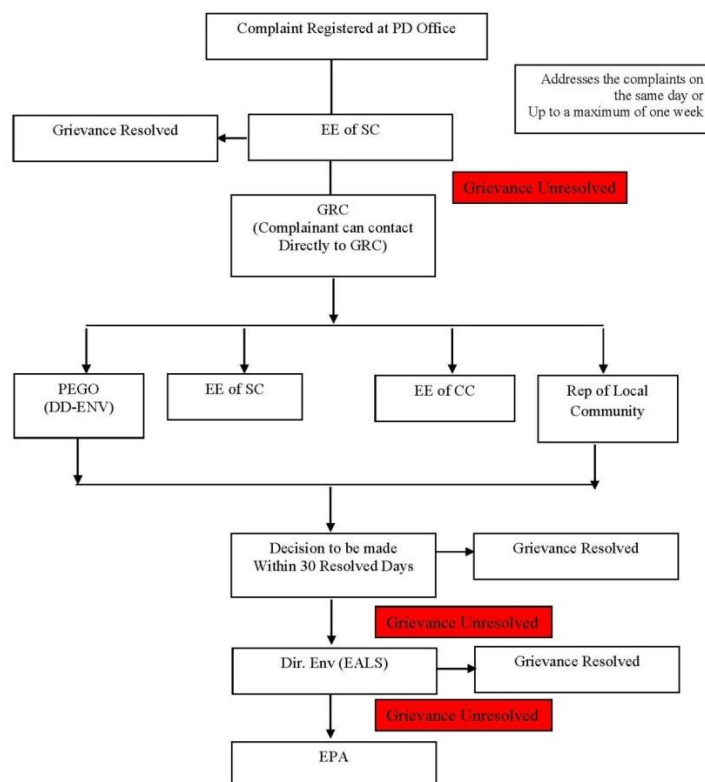 Complaint Registered at PD Office
Addresses the complaints on
the same day or
Up to a maximum of one week
Grievance Resolved
EE of SC
Grievance Unresolved
GRC
(Complainant can contact
Directly to GRC)
PEGO
(DD-ENV)
EE of SC
EE of CC
Rep of Local
Community
Decision to be made
Within 30 Resolved Days
Grievance Resolved
Grievance Unresolved
Dir. Env (EALS)
Grievance Resolved
Grievance Unresolved
EPA